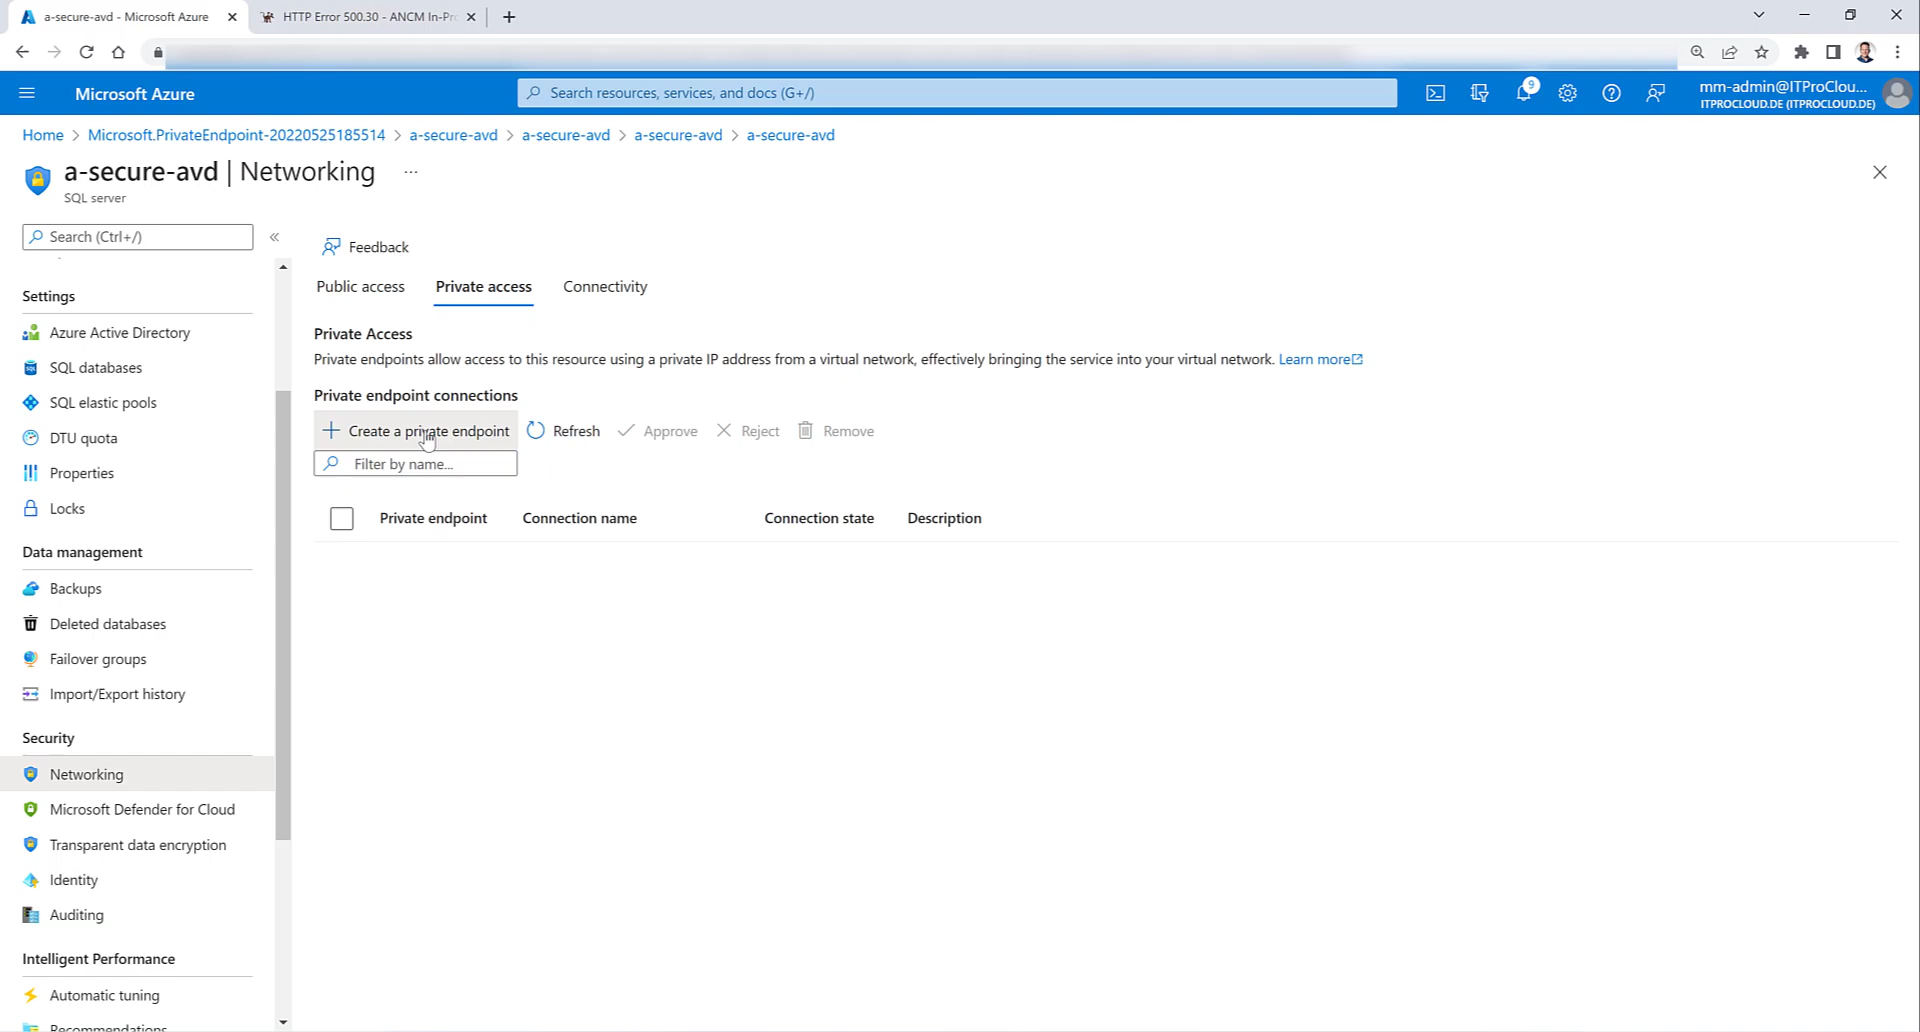 a-secure-avd - Microsoft Azure
HTTP Error 500.30 - ANCM In-Pro
Microsoft Azure
Search resources, services, and docs (G+/)
9
mm-admin@ITProClou...
ITPROCLOUD.DE (ITPROCLOUD.DE)
Home > Microsoft.PrivateEndpoint-20220525185514 > a-secure-avd > a-secure-avd > a-secure-avd > a-secure-avd
a-secure-avd | Networking ...
SQL server
Search (Ctrl+/)
«
Settings
Azure Active Directory
SQL databases
SQL elastic pools
DTU quota
Properties
Locks
Data management
Backups
Deleted databases
Failover groups
Import/Export history
Security
Networking
Microsoft Defender for Cloud
Transparent data encryption
Identity
Auditing
Intelligent Performance
Automatic tuning
Recommendations
Feedback
Public access Private access Connectivity
Private Access
Private endpoints allow access to this resource using a private IP address from a virtual network, effectively bringing the service into your virtual network. Learn more
Private endpoint connections
Create a private endpoint Refresh Approve Reject Remove
Filter by name...
Private endpoint Connection name Connection state Description